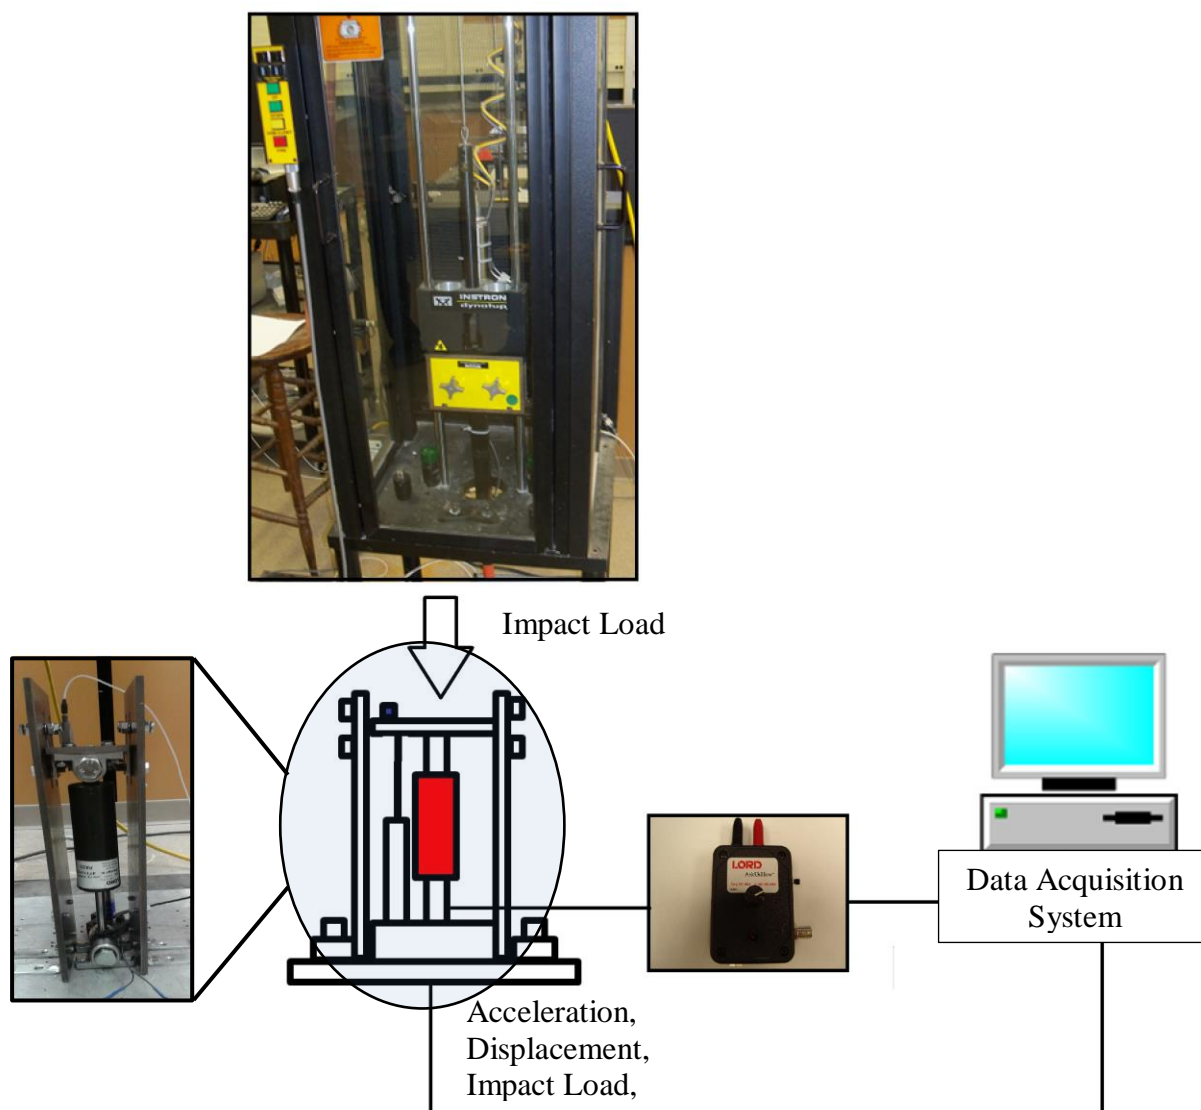 INSTRON
dynatup
Impact Load
LORD
Data Acquisition
System
Acceleration,
Displacement,
Impact Load,